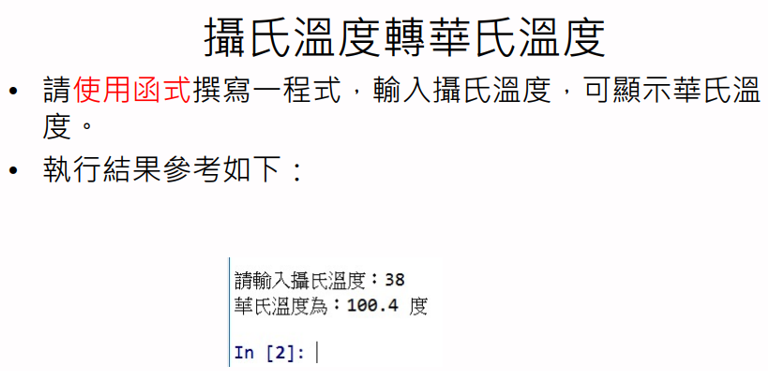 攝氏溫度轉華氏溫度
• 請使用函式撰寫一程式，輸入攝氏溫度，可顯示華氏溫
度。
• 執行結果參考如下：
請輸入攝氏溫度：38
華氏溫度為：100.4 度
In [2]: